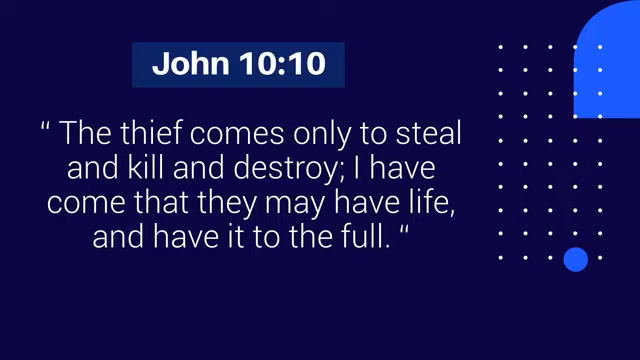 John 10:10
“ The thief comes only to steal
and kill and destroy; I have
come that they may have life,
and have it to the full. “